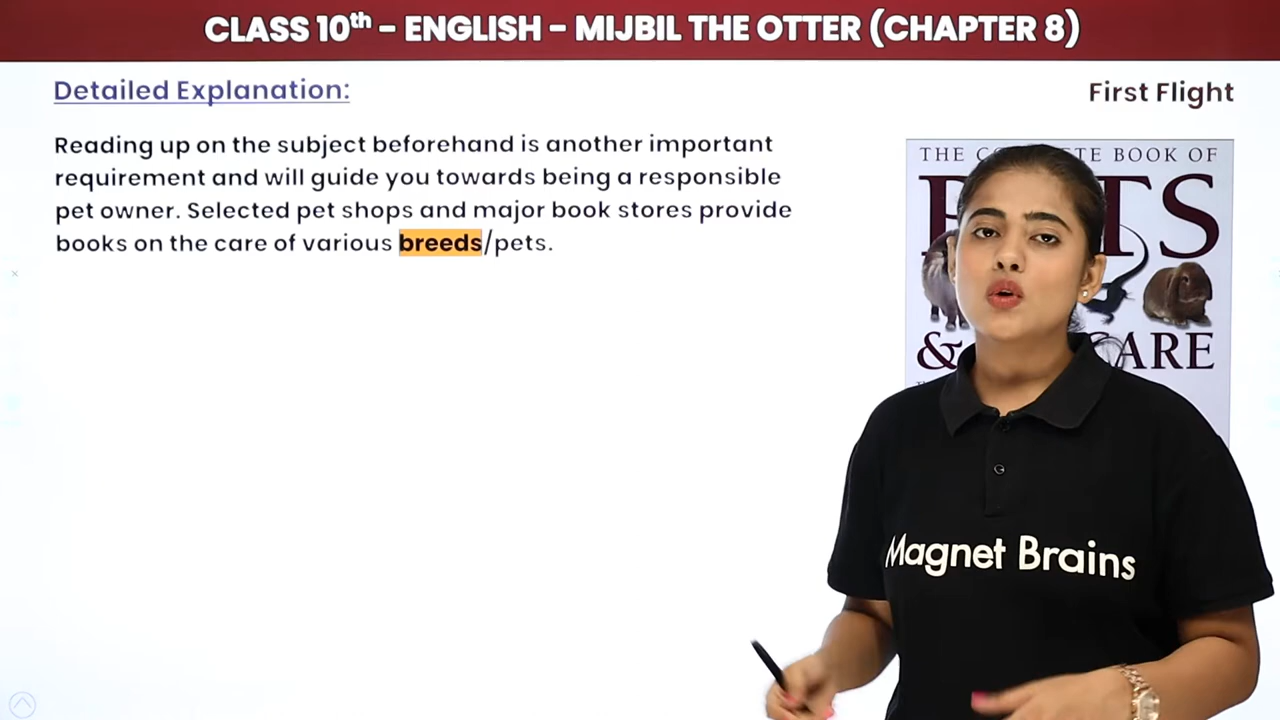 CLASS 10th - ENGLISH - MIJBIL THE OTTER (CHAPTER 8)
Detailed Explanation:
First Flight
Reading up on the subject beforehand is another important
requirement and will guide you towards being a responsible
pet owner. Selected pet shops and major book stores provide
books on the care of various breeds/pets.
THE BOOK OF
&
Magnet Brains